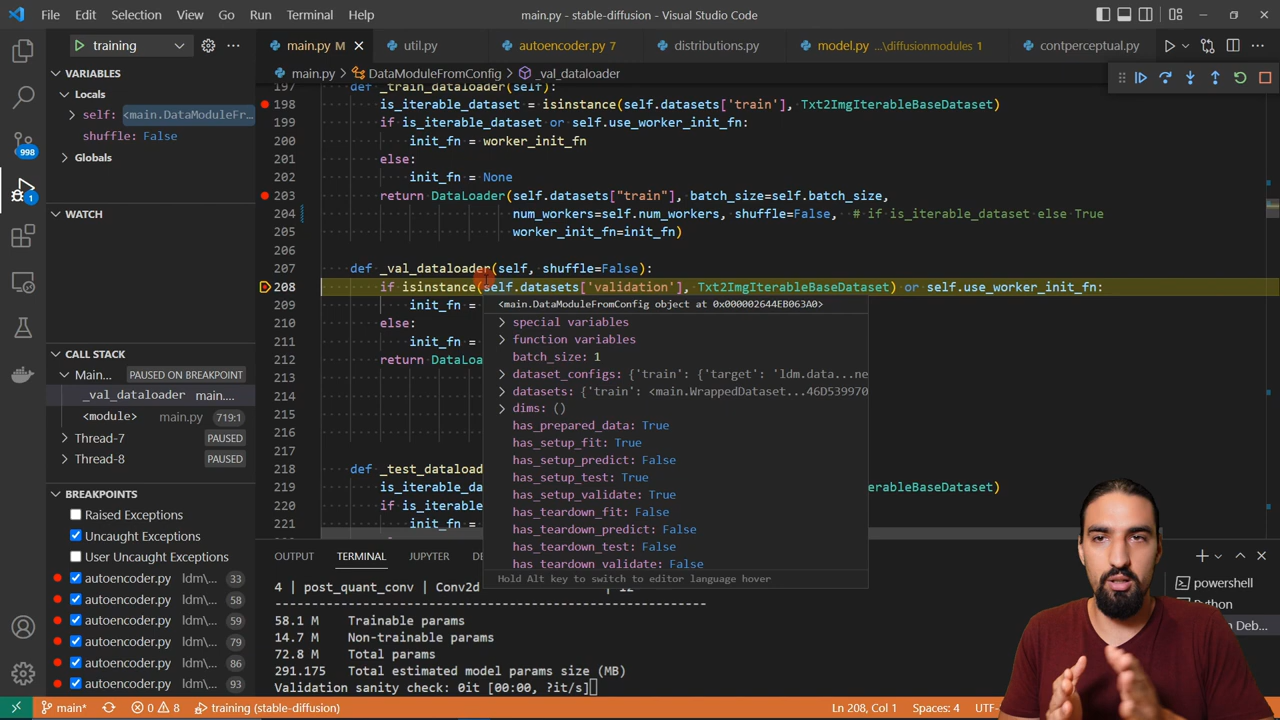 File Edit Selection View Go Run Terminal Help
main.py - stable-diffusion - Visual Studio Code
training
main.py M
util.py
autoencoder.py 7
distributions.py
model.py ...\diffusionmodules 1
contperceptual.py
main.py > DataModuleFromConfig > _val_dataloader
VARIABLES
Locals
self: <main.DataModuleFr...
shuffle: False
Globals
WATCH
998
1
CALL STACK
Main... PAUSED ON BREAKPOINT
_val_dataloader main....
<module> main.py 719:1
Thread-7 PAUSED
Thread-8 PAUSED
BREAKPOINTS
Raised Exceptions
Uncaught Exceptions
User Uncaught Exceptions
autoencoder.py ldm\... 33
autoencoder.py ldm\... 58
autoencoder.py ldm\... 59
autoencoder.py ldm\... 79
autoencoder.py ldm\... 86
autoencoder.py ldm\... 93
197 def _train_dataloader(self):
198 is_iterable_dataset = isinstance(self.datasets['train'], Txt2ImgIterableBaseDataset)
199 if is_iterable_dataset or self.use_worker_init_fn:
200 init_fn = worker_init_fn
201 else:
202 init_fn = None
203 return DataLoader(self.datasets["train"], batch_size=self.batch_size,
204 num_workers=self.num_workers, shuffle=False, # if is_iterable_dataset else True
205 worker_init_fn=init_fn)
206
207 def _val_dataloader(self, shuffle=False):
208 if isinstance(self.datasets['validation'], Txt2ImgIterableBaseDataset) or self.use_worker_init_fn:
209 init_fn =
210 else:
211 init_fn =
212 return DataLoa
213
214
215
216
217
218 def _test_dataload
219 is_iterable_da erableBaseDataset)
220 if is_iterable
221 init_fn =
<main.DataModuleFromConfig object at 0x000002644EB063A0>
special variables
function variables
batch_size: 1
dataset_configs: {'train': {'target': 'ldm.data...ne
datasets: {'train': <main.WrappedDataset...46D539970
dims: ()
has_prepared_data: True
has_setup_fit: True
has_setup_predict: False
has_setup_test: True
has_setup_validate: True
has_teardown_fit: False
has_teardown_predict: False
has_teardown_test: False
has_teardown_validate: False
Hold Alt key to switch to editor language hover
OUTPUT TERMINAL JUPYTER DE
4 | post_quant_conv | Conv2d | 12
58.1 M Trainable params
14.7 M Non-trainable params
72.8 M Total params
291.175 Total estimated model params size (MB)
Validation sanity check: 0it [00:00, ?it/s]
powershell
Python
Deb...
main* 0 8 training (stable-diffusion)
Ln 208, Col 1 Spaces: 4 UTF-